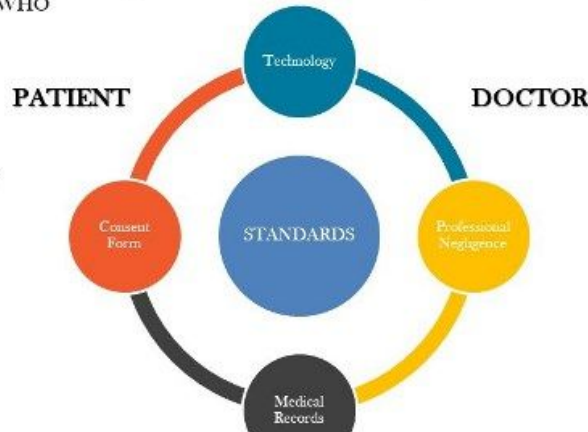 WHO
Technology
PATIENT
DOCTOR
Consent
Form
STANDARDS
Professional
Negligence
Medical
Records